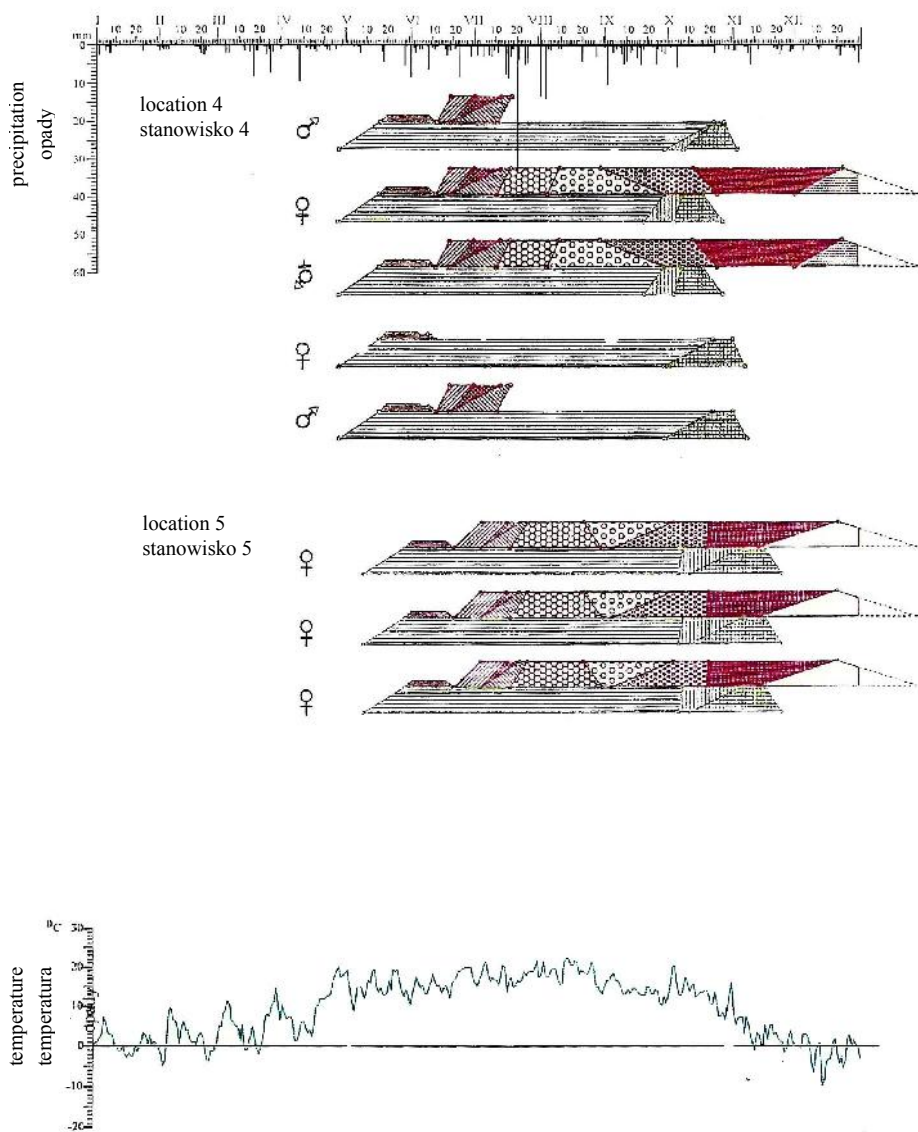 I II III IV V VI VII VIII IX X XI XII
mm 10 20 10 20 10 20 10 20 10 20 10 20 10 20 10 20 10 20 10 20 10 20 10 20
0
10
20
30
40
50
60
precipitation
opady
location 4
stanowisko 4
♂
♀
♀
♂
location 5
stanowisko 5
♀
♀
♀
°C
30
20
10
0
-10
-20
temperature
temperatura